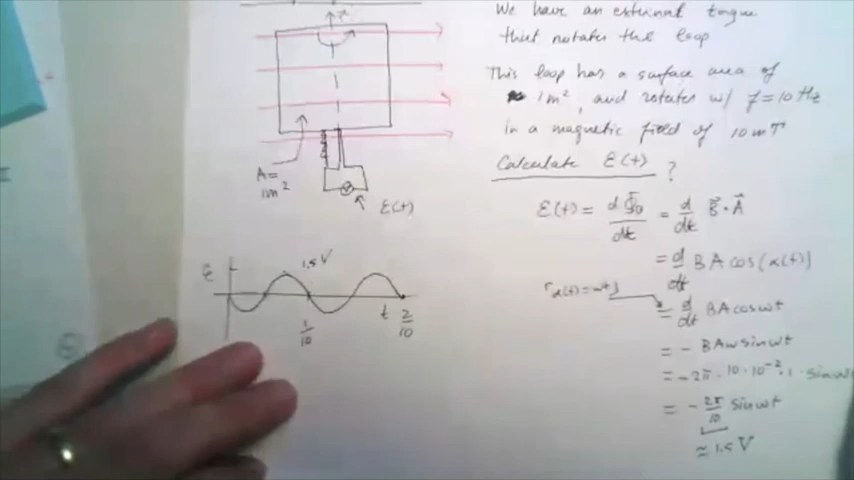 We have an external torque
that rotates the loop
This loop has a surface area of
1m², and rotates w/ f=10 Hz
in a magnetic field of 10 mT
Calculate ε(t) ?
A=
1m²
ε(t)
ε(t) = dΦ_B/dt = d/dt B⃗·A⃗
= d/dt BA cos(α(t))
[α(t)=ωt]
= d/dt BA cos ωt
= - BAω sin ωt
= -2π · 10 · 10⁻² · 1 · sin ωt
= - 2π/10 sin ωt
≈ 1.5 V
ε
1.5 V
t
1/10
2/10